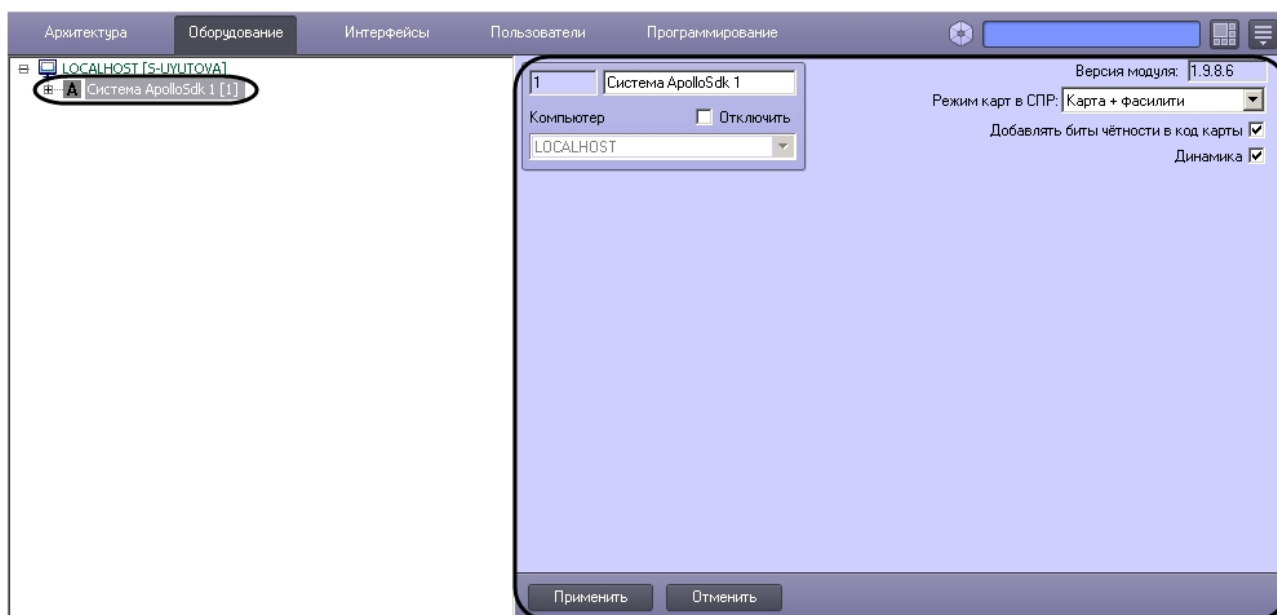 Архитектура Оборудование Интерфейсы Пользователи Программирование
LOCALHOST [S-UYUTOVA]
A Система ApolloSdk 1 [1]
1 Система ApolloSdk 1
Компьютер Отключить
LOCALHOST
Версия модуля: 1.9.8.6
Режим карт в СПР: Карта + фасилити
Добавлять биты чётности в код карты
Динамика
Применить Отменить